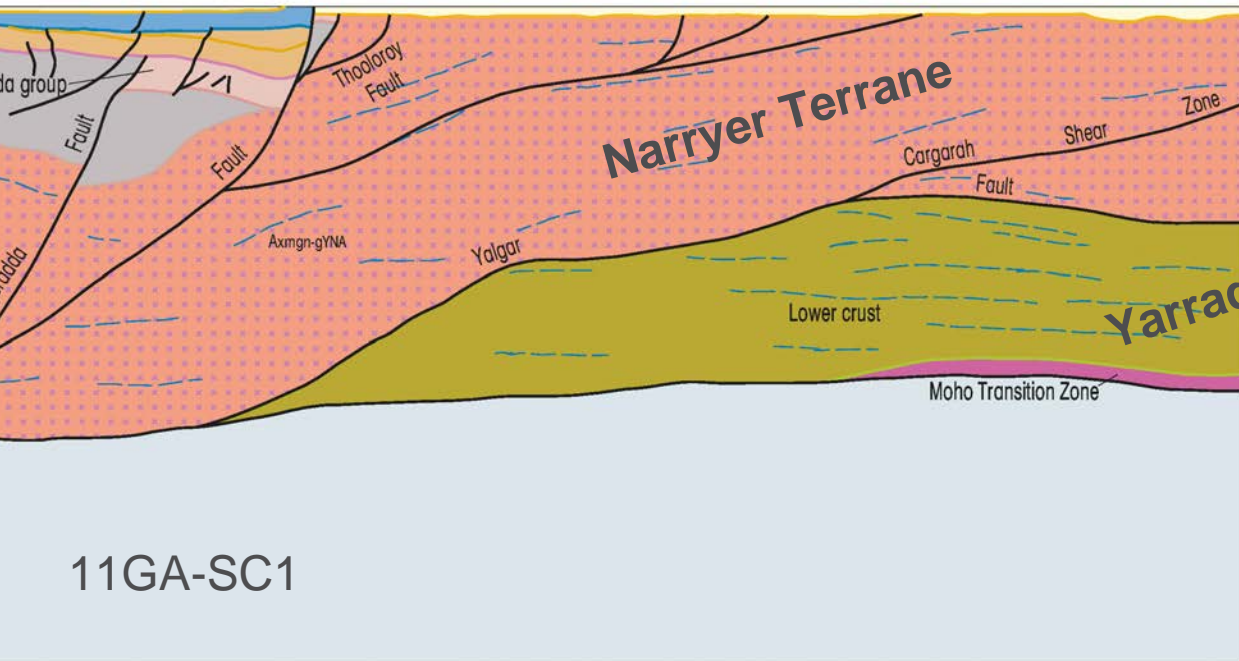 da group
Fault
Fault
Thooloroy
Fault
Narryer Terrane
Cargarah
Shear
Zone
Fault
Axmgn-gYNA
Yalgar
Lower crust
Yarrad
Moho Transition Zone
11GA-SC1